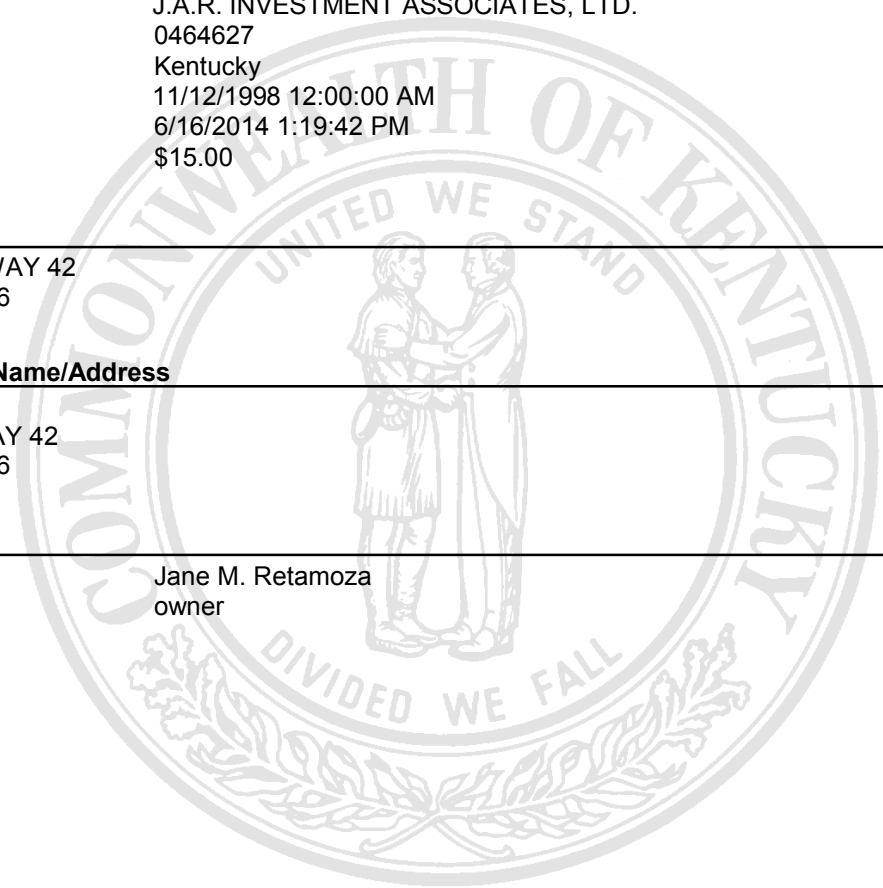 J.A.R. INVESTMENT ASSOCIATES, LTD.
0464627
Kentucky
11/12/1998 12:00:00 AM
6/16/2014 1:19:42 PM
$15.00
COMMONWEALTH OF KENTUCKY
UNITED WE STAND
WAY 42
6
Name/Address
AY 42
6
Jane M. Retamoza
owner
DIVIDED WE FALL